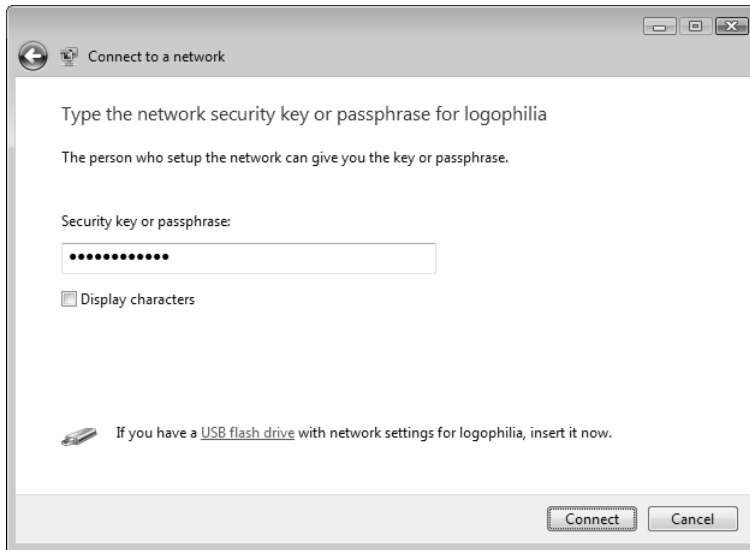 Connect to a network
Type the network security key or passphrase for logophilia
The person who setup the network can give you the key or passphrase.
Security key or passphrase:
••••••••••••
Display characters
If you have a USB flash drive with network settings for logophilia, insert it now.
Connect Cancel